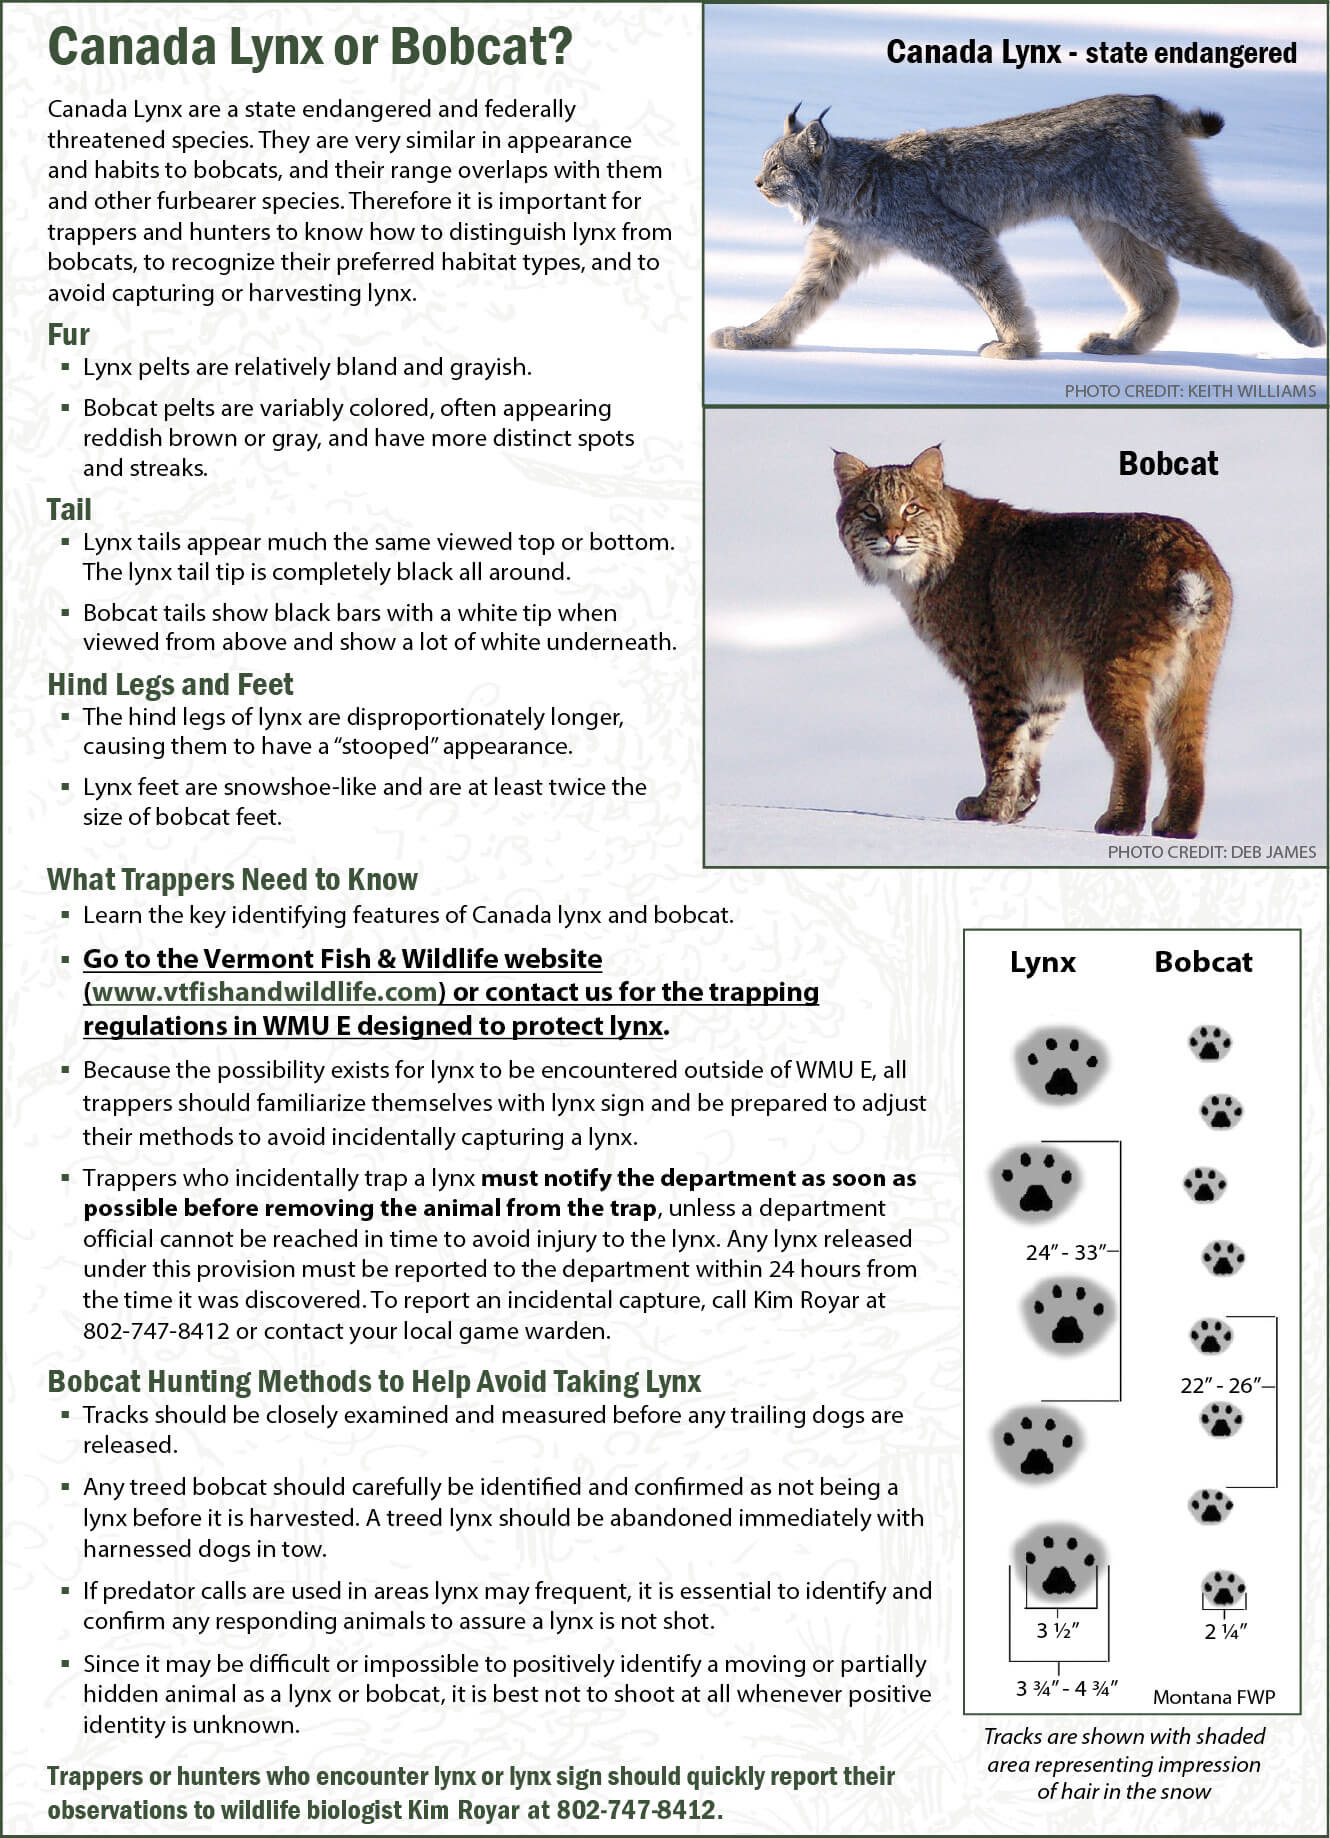 Canada Lynx or Bobcat?
Canada Lynx are a state endangered and federally
threatened species. They are very similar in appearance
and habits to bobcats, and their range overlaps with them
and other furbearer species. Therefore it is important for
trappers and hunters to know how to distinguish lynx from
bobcats, to recognize their preferred habitat types, and to
avoid capturing or harvesting lynx.
Fur
▪ Lynx pelts are relatively bland and grayish.
▪ Bobcat pelts are variably colored, often appearing
reddish brown or gray, and have more distinct spots
and streaks.
Tail
▪ Lynx tails appear much the same viewed top or bottom.
The lynx tail tip is completely black all around.
▪ Bobcat tails show black bars with a white tip when
viewed from above and show a lot of white underneath.
Hind Legs and Feet
▪ The hind legs of lynx are disproportionately longer,
causing them to have a “stooped” appearance.
▪ Lynx feet are snowshoe-like and are at least twice the
size of bobcat feet.
Canada Lynx - state endangered
PHOTO CREDIT: KEITH WILLIAMS
Bobcat
PHOTO CREDIT: DEB JAMES
What Trappers Need to Know
▪ Learn the key identifying features of Canada lynx and bobcat.
▪ Go to the Vermont Fish & Wildlife website
(www.vtfishandwildlife.com) or contact us for the trapping
regulations in WMU E designed to protect lynx.
▪ Because the possibility exists for lynx to be encountered outside of WMU E, all
trappers should familiarize themselves with lynx sign and be prepared to adjust
their methods to avoid incidentally capturing a lynx.
▪ Trappers who incidentally trap a lynx must notify the department as soon as
possible before removing the animal from the trap, unless a department
official cannot be reached in time to avoid injury to the lynx. Any lynx released
under this provision must be reported to the department within 24 hours from
the time it was discovered. To report an incidental capture, call Kim Royar at
802-747-8412 or contact your local game warden.
Bobcat Hunting Methods to Help Avoid Taking Lynx
▪ Tracks should be closely examined and measured before any trailing dogs are
released.
▪ Any treed bobcat should carefully be identified and confirmed as not being a
lynx before it is harvested. A treed lynx should be abandoned immediately with
harnessed dogs in tow.
▪ If predator calls are used in areas lynx may frequent, it is essential to identify and
confirm any responding animals to assure a lynx is not shot.
▪ Since it may be difficult or impossible to positively identify a moving or partially
hidden animal as a lynx or bobcat, it is best not to shoot at all whenever positive
identity is unknown.
Trappers or hunters who encounter lynx or lynx sign should quickly report their
observations to wildlife biologist Kim Royar at 802-747-8412.
Lynx Bobcat
24” - 33”
22” - 26”
3 ½” 2 ¼”
3 ¾” - 4 ¾”
Montana FWP
Tracks are shown with shaded
area representing impression
of hair in the snow